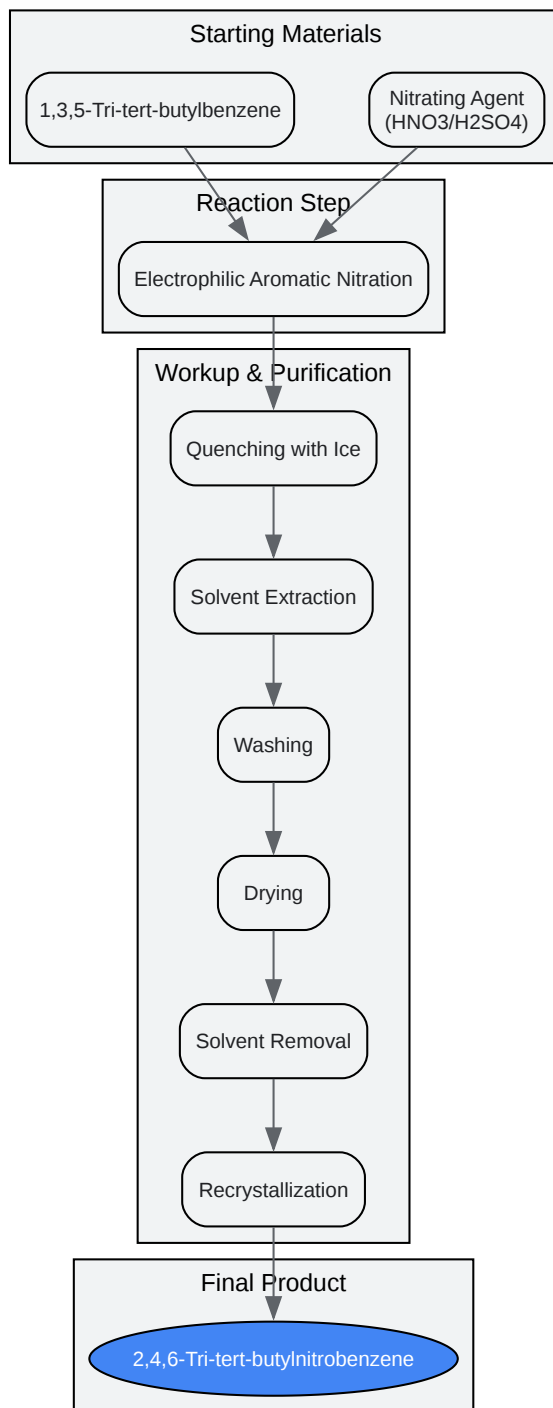 Starting Materials
1,3,5-Tri-tert-butylbenzene
Nitrating Agent
(HNO3/H2SO4)
Reaction Step
Electrophilic Aromatic Nitration
Workup & Purification
Quenching with Ice
Solvent Extraction
Washing
Drying
Solvent Removal
Recrystallization
Final Product
2,4,6-Tri-tert-butylnitrobenzene